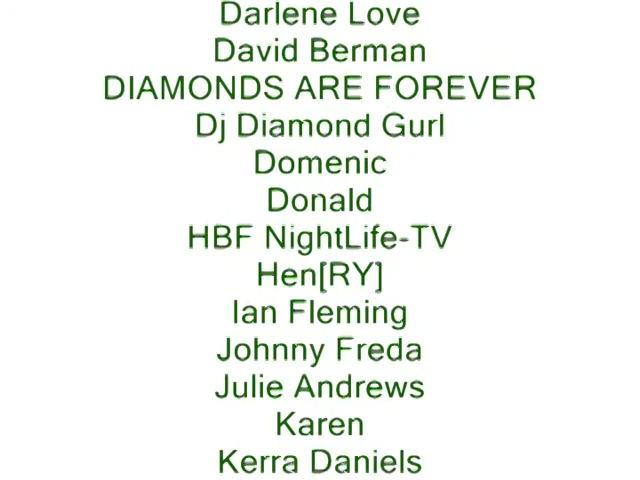 Darlene Love
David Berman
DIAMONDS ARE FOREVER
Dj Diamond Gurl
Domenic
Donald
HBF NightLife-TV
Hen[RY]
Ian Fleming
Johnny Freda
Julie Andrews
Karen
Kerra Daniels